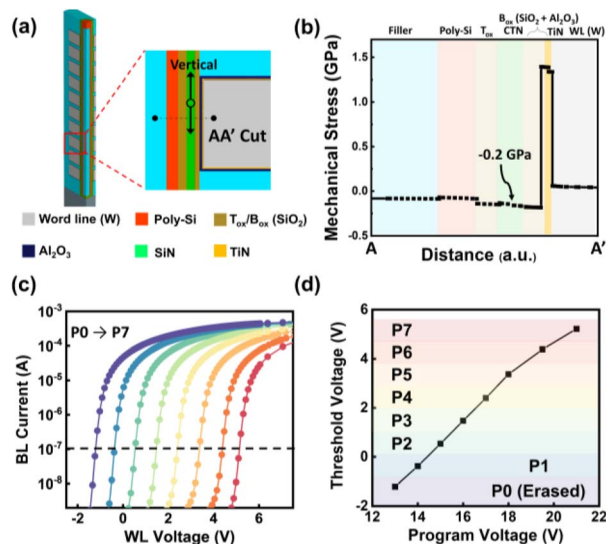 (a)
Vertical
AA' Cut
Word line (W)
Poly-Si
Tox/Box (SiO2)
Al2O3
SiN
TiN
(b)
Box (SiO2 + Al2O3)
Filler
Poly-Si
Tox
CTN
TiN
WL (W)
Mechanical Stress (GPa)
1.5
1.0
0.5
0.0
-0.5
-0.2 GPa
A
Distance (a.u.)
A'
(c)
P0 → P7
BL Current (A)
10-3
10-4
10-5
10-6
10-7
10-8
-2 0 2 4 6
WL Voltage (V)
(d)
Threshold Voltage (V)
6
4
2
0
-2
P7
P6
P5
P4
P3
P2
P1
P0 (Erased)
12 14 16 18 20 22
Program Voltage (V)